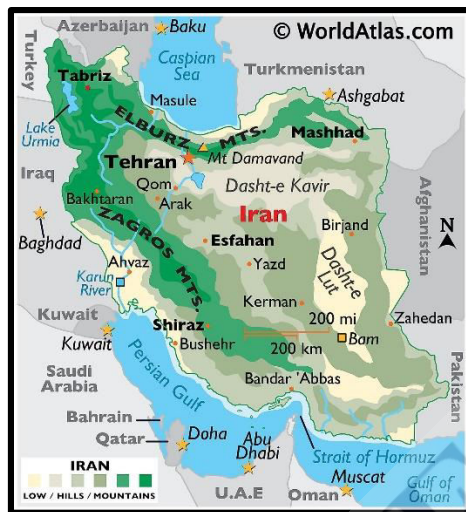 © WorldAtlas.com
Azerbaijan
Baku
Turkey
Caspian
Sea
Turkmenistan
Tabriz
Ashgabat
Masule
Lake
Urmia
ELBURZ MTS.
Mashhad
Tehran
Mt Damavand
Iraq
Qom
Dasht-e Kavir
Bakhtaran
Arak
Iran
Afghanistan
Baghdad
ZAGROS MTS.
Esfahan
Birjand
N
Ahvaz
Yazd
Dasht-e
Lut
Karun
River
Kerman
200 mi
Zahedan
Kuwait
Kuwait
Shiraz
200 km
Bam
Bushehr
Saudi
Arabia
Persian Gulf
Bandar 'Abbas
Pakistan
Bahrain
Qatar
Doha
Abu
Dhabi
Strait of Hormuz
Muscat
Gulf of
Oman
IRAN
LOW / HILLS / MOUNTAINS
U.A.E
Oman